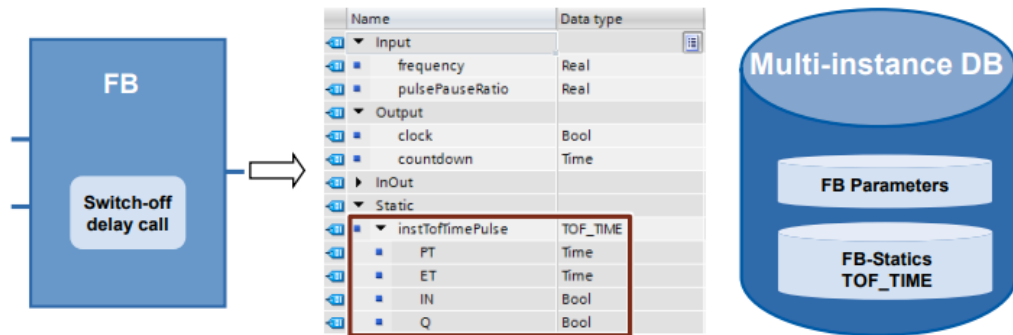 FB
Switch-off
delay call
Name Data type
Input
frequency Real
pulsePauseRatio Real
Output
clock Bool
countdown Time
InOut
Static
instTofTimePulse TOF_TIME
PT Time
ET Time
IN Bool
Q Bool
Multi-instance DB
FB Parameters
FB-Statics
TOF_TIME